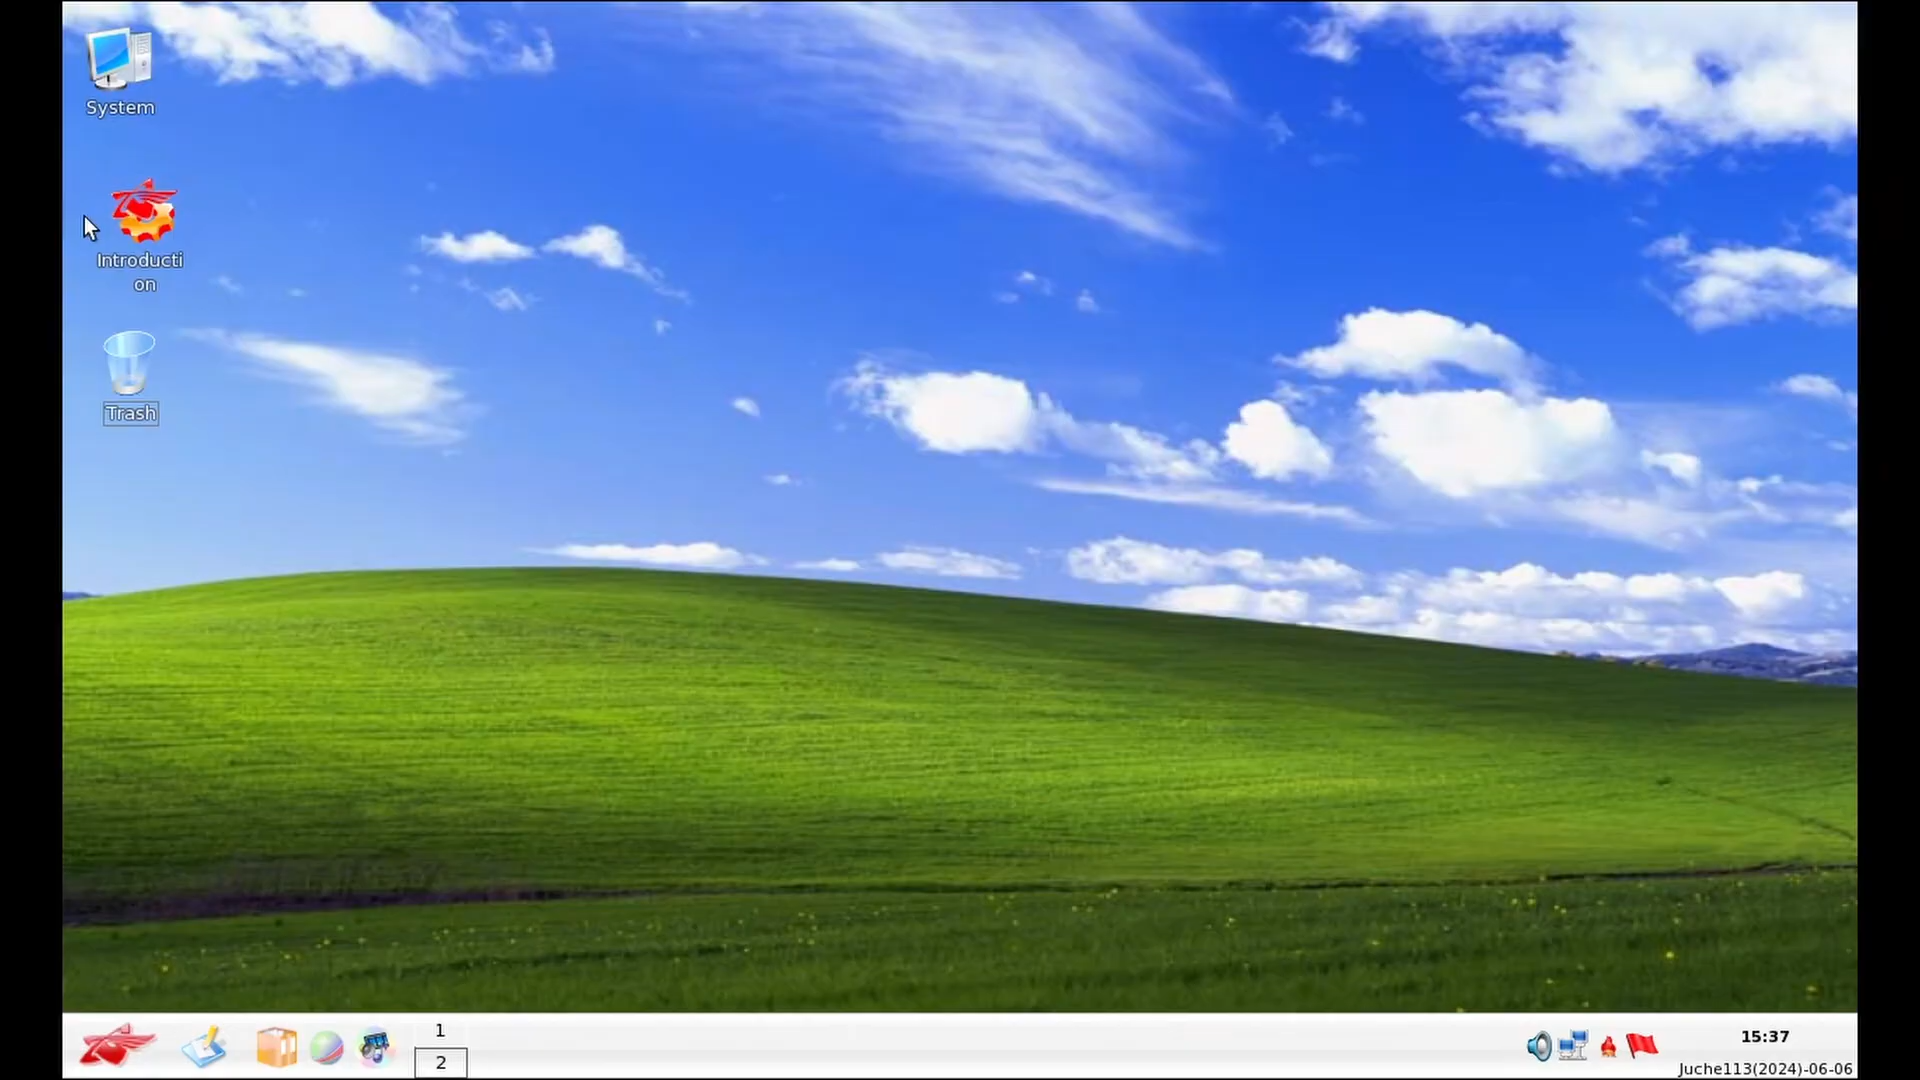 System
Introducti
on
Trash
1
2
15:37
Juche113(2024)-06-06